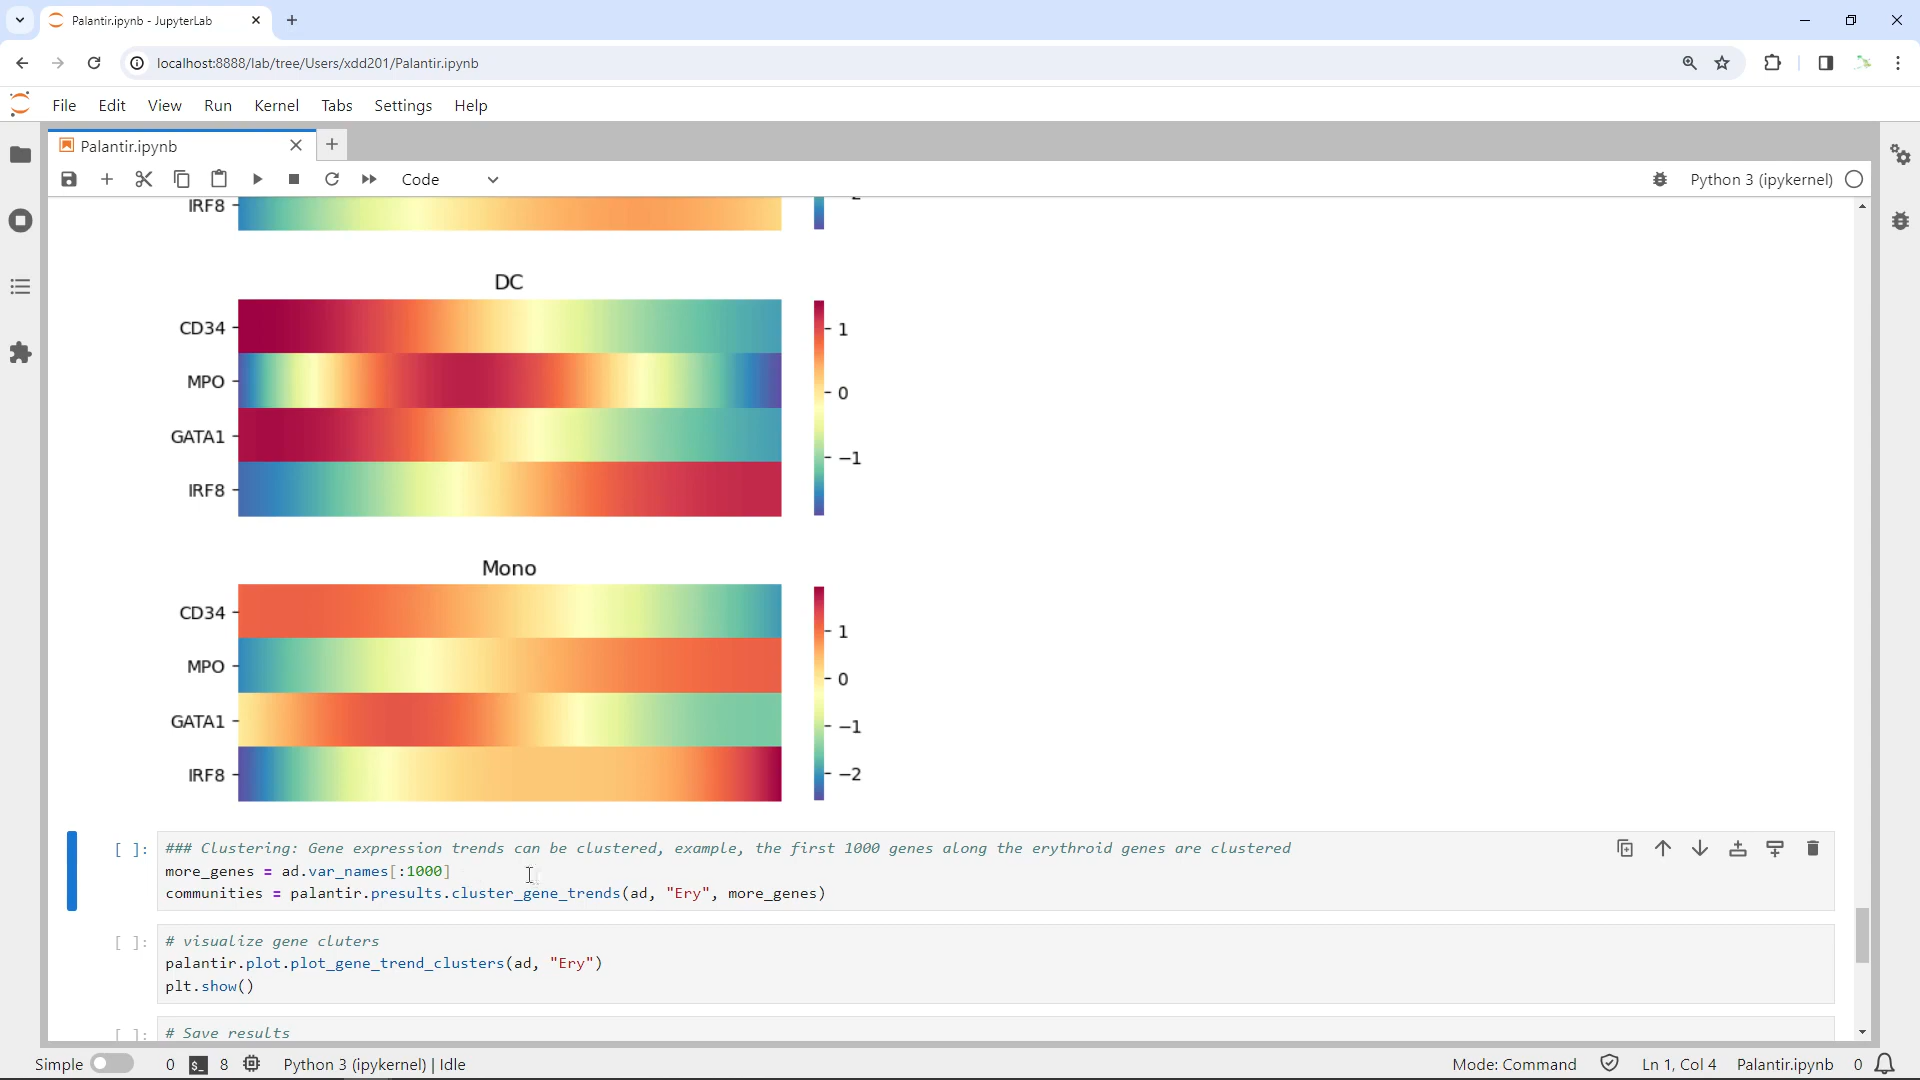 Palantir.ipynb - JupyterLab
localhost:8888/lab/tree/Users/xdd201/Palantir.ipynb
File Edit View Run Kernel Tabs Settings Help
Palantir.ipynb
Code
Python 3 (ipykernel)
IRF8
DC
CD34
MPO
GATA1
IRF8
1
0
−1
Mono
CD34
MPO
GATA1
IRF8
1
0
−1
−2
[ ]: ### Clustering: Gene expression trends can be clustered, example, the first 1000 genes along the erythroid genes are clustered
more_genes = ad.var_names[:1000]
communities = palantir.presults.cluster_gene_trends(ad, "Ery", more_genes)
[ ]: # visualize gene cluters
palantir.plot.plot_gene_trend_clusters(ad, "Ery")
plt.show()
[ ]: # Save results
Simple 0 $_ 8 Python 3 (ipykernel) | Idle Mode: Command Ln 1, Col 4 Palantir.ipynb 0